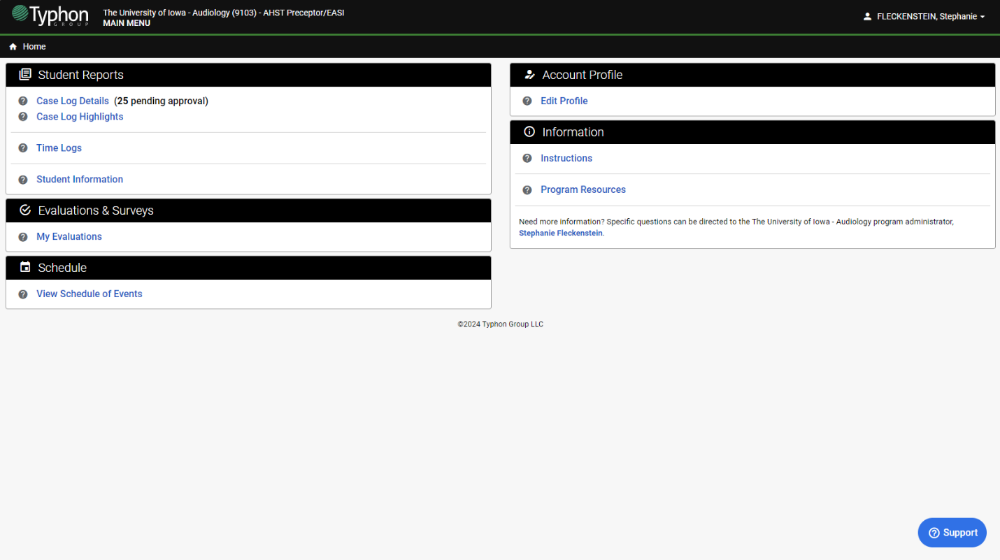 Typhon
GROUP
The University of Iowa - Audiology (9103) - AHST Preceptor/EASI
MAIN MENU
FLECKENSTEIN, Stephanie
Home
Student Reports
Case Log Details (25 pending approval)
Case Log Highlights
Time Logs
Student Information
Evaluations & Surveys
My Evaluations
Schedule
View Schedule of Events
Account Profile
Edit Profile
Information
Instructions
Program Resources
Need more information? Specific questions can be directed to the The University of Iowa - Audiology program administrator,
Stephanie Fleckenstein.
©2024 Typhon Group LLC
Support